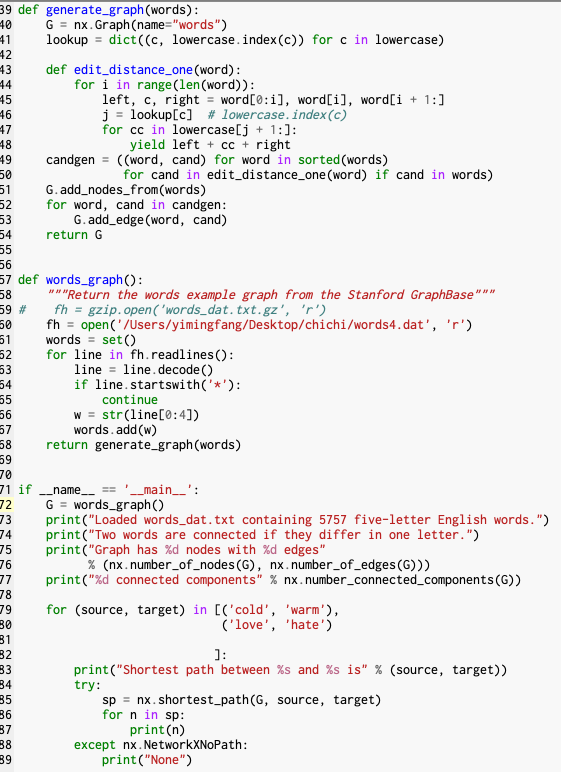 39 def generate_graph(words):
40     G = nx.Graph(name="words")
41     lookup = dict((c, lowercase.index(c)) for c in lowercase)
42
43     def edit_distance_one(word):
44         for i in range(len(word)):
45             left, c, right = word[0:i], word[i], word[i + 1:]
46             j = lookup[c]  # lowercase.index(c)
47             for cc in lowercase[j + 1:]:
48                 yield left + cc + right
49     candgen = ((word, cand) for word in sorted(words)
50                for cand in edit_distance_one(word) if cand in words)
51     G.add_nodes_from(words)
52     for word, cand in candgen:
53         G.add_edge(word, cand)
54     return G
55
56
57 def words_graph():
58     """Return the words example graph from the Stanford GraphBase"""
59 #    fh = gzip.open('words_dat.txt.gz', 'r')
60     fh = open('/Users/yimingfang/Desktop/chichi/words4.dat', 'r')
61     words = set()
62     for line in fh.readlines():
63         line = line.decode()
64         if line.startswith('*'):
65             continue
66         w = str(line[0:4])
67         words.add(w)
68     return generate_graph(words)
69
70
71 if __name__ == '__main__':
72     G = words_graph()
73     print("Loaded words_dat.txt containing 5757 five-letter English words.")
74     print("Two words are connected if they differ in one letter.")
75     print("Graph has %d nodes with %d edges"
76           % (nx.number_of_nodes(G), nx.number_of_edges(G)))
77     print("%d connected components" % nx.number_connected_components(G))
78
79     for (source, target) in [('cold', 'warm'),
80                              ('love', 'hate')
81
82                             ]:
83         print("Shortest path between %s and %s is" % (source, target))
84         try:
85             sp = nx.shortest_path(G, source, target)
86             for n in sp:
87                 print(n)
88         except nx.NetworkXNoPath:
89             print("None")